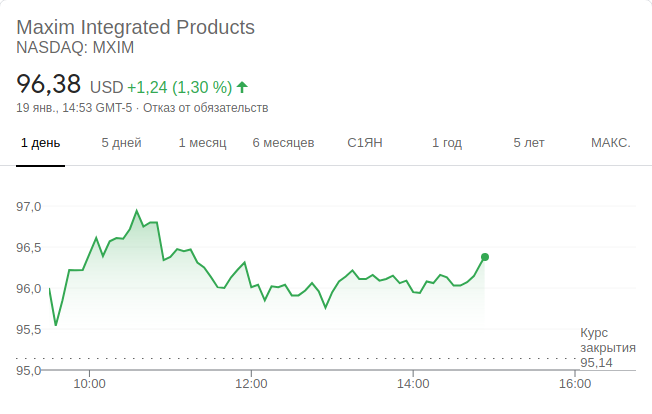 Maxim Integrated Products
NASDAQ: MXIM
96,38 USD +1,24 (1,30 %)
19 янв., 14:53 GMT-5 · Отказ от обязательств
1 день 5 дней 1 месяц 6 месяцев С1ЯН 1 год 5 лет МАКС.
97,0
96,5
96,0
95,5
Курс
закрытия
95,14
95,0
10:00 12:00 14:00 16:00